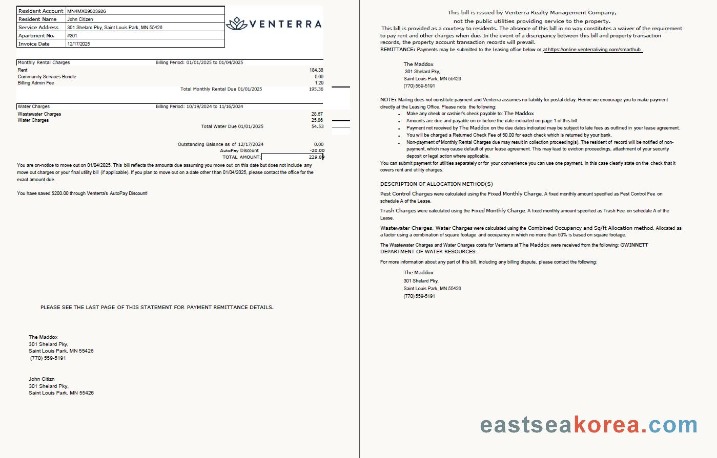 Resident Account MN4MXB9003686
Resident Name John Citizen
Service Address 301 Shelard Pky, Saint Louis Park, MN 55426
Apartment No.
Invoice Date 12/17/2025
VENTERRA
Monthly Rental Charges Billing Period: 01/01/2025 to 01/04/2025
Rent 184.38
Community Services Bundle 0.00
Billing Admin Fee
Total Monthly Rental Due 01/01/2025
Water Charges Billing Period: 10/19/2024 to 11/16/2024
Wastewater Charges 28.67
Water Charges
Total Water Due 01/01/2025 54.52
Outstanding Balance as of 12/17/2024 0.00
AutoPay Discount -20.00
TOTAL AMOUNT:
You are on-notice to move out on 01/04/2025. This bill reflects the amounts due assuming you move out on this date but does not include any
move out charges or your final utility bill (if applicable). If you plan to move out on a date other than 01/04/2025, please contact the office for the
exact amount due.
You have saved $200.00 through Venterra's AutoPay Discount
PLEASE SEE THE LAST PAGE OF THIS STATEMENT FOR PAYMENT REMITTANCE DETAILS.
The Maddox
301 Shelard Pky,
Saint Louis Park, MN 55426
(770) 559-5191
John Citizn
301 Shelard Pky,
Saint Louis Park, MN 55426
This bill is issued by Venterra Realty Management Company,
not the public utilities providing service to the property.
This bill is provided as a courtesy to residents. The absence of this bill in no way constitutes a waiver of the requirement
to pay rent and other charges when due. In the event of a discrepancy between this bill and property transaction
records, the property account transaction records will prevail.
REMITTANCE: Payments may be submitted to the leasing office below or at https://online.venterraliving.com/smarthub.
The Maddox
301 Shelard Pky,
Saint Louis Park, MN 55426
(770) 559-5191
NOTE: Mailing does not constitute payment and Venterra assumes no liability for postal delay. Hence we encourage you to make payment
directly at the Leasing Office. Please note the following:
• Make any check or cashier's check payable to: The Maddox
• Amounts are due and payable on or before the date indicated on page 1 of this bill
• Payment not received by The Maddox on the due dates indicated may be subject to late fees as outlined in your lease agreement.
• You will be charged a Returned Check Fee of 50.00 for each check which is returned by your bank.
• Non-payment of Monthly Rental Charges due may result in collection proceeding(s). The resident of record will be notified of non-
payment, which may cause default of your lease agreement. This may lead to eviction proceedings, attachment of your security
deposit or legal action where applicable.
You can submit payment for utilities separately or for your convenience you can use one payment. In this case clearly state on the check that it
covers rent and utility charges.
DESCRIPTION OF ALLOCATION METHOD(S)
Pest Control Charges were calculated using the Fixed Monthly Charge. A fixed monthly amount specified as Pest Control Fee on
schedule A of the Lease.
Trash Charges were calculated using the Fixed Monthly Charge. A fixed monthly amount specified as Trash Fee on schedule A of the
Lease.
Wastewater Charges, Water Charges were calculated using the Combined Occupancy and Sq/ft Allocation method. Allocated as
a factor using a combination of square footage, and occupancy in which no more than 50% is based on square footage.
The Wastewater Charges and Water Charges costs for Venterra at The Maddox were received from the following: GWINNETT
DEPARTMENT OF WATER RESOURCES.
For more information about any part of this bill, including any billing dispute, please contact the following:
The Maddox
301 Shelard Pky,
Saint Louis Park, MN 55426
(770) 559-5191
eastseakorea.com